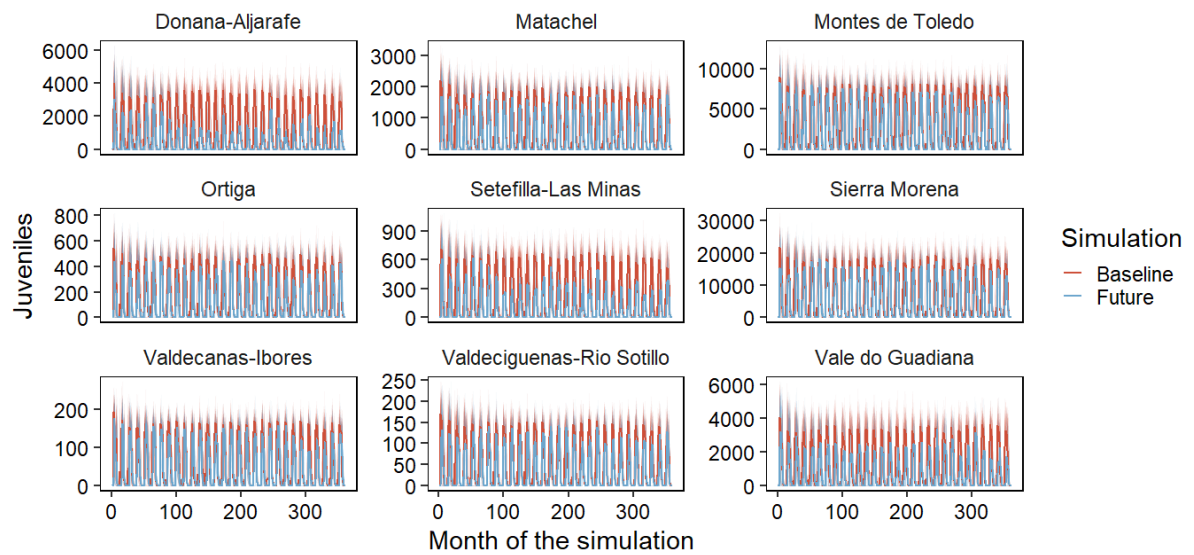 Donana-Aljarafe
Matachel
Montes de Toledo
6000
4000
2000
0
3000
2000
1000
0
10000
5000
0
Ortiga
Setefilla-Las Minas
Sierra Morena
800
600
400
200
0
900
600
300
0
30000
20000
10000
0
Juveniles
Valdecanas-Ibores
Valdeciguenas-Rio Sotillo
Vale do Guadiana
200
100
0
250
200
150
100
50
0
6000
4000
2000
0
0 100 200 300
0 100 200 300
0 100 200 300
Month of the simulation
Simulation
Baseline
Future